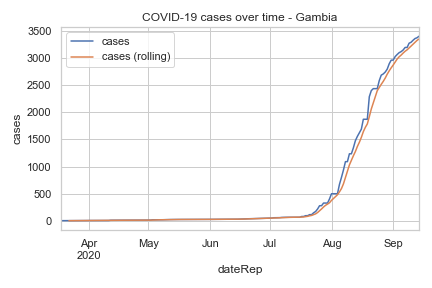 COVID-19 cases over time - Gambia
cases
cases (rolling)
3500
3000
2500
2000
1500
1000
500
0
cases
Apr
2020
May
Jun
Jul
Aug
Sep
dateRep